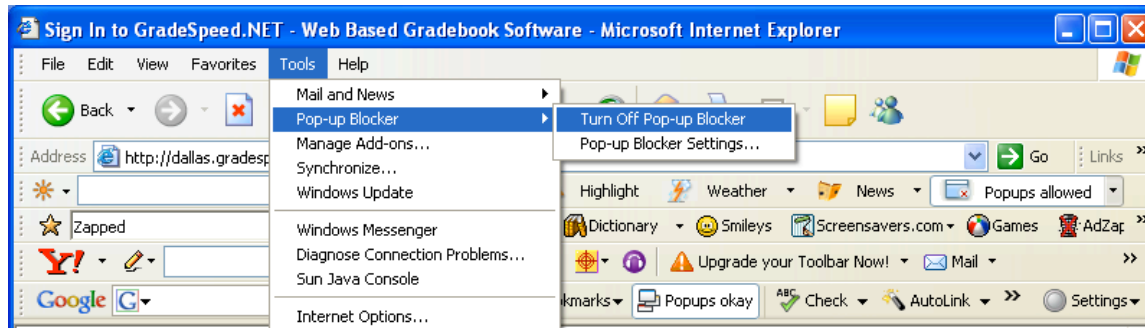 Sign In to GradeSpeed.NET - Web Based Gradebook Software - Microsoft Internet Explorer
File Edit View Favorites Tools Help
Back
Mail and News
Pop-up Blocker
Turn Off Pop-up Blocker
Manage Add-ons...
Pop-up Blocker Settings...
Synchronize...
Windows Update
Windows Messenger
Diagnose Connection Problems...
Sun Java Console
Internet Options...
Address http://dallas.gradesp Go Links »
Highlight Weather News Popups allowed
Zapped Dictionary Smileys Screensavers.com Games AdZap »
Y! Upgrade your Toolbar Now! Mail »
Google G kmarks Popups okay ABC Check AutoLink » Settings